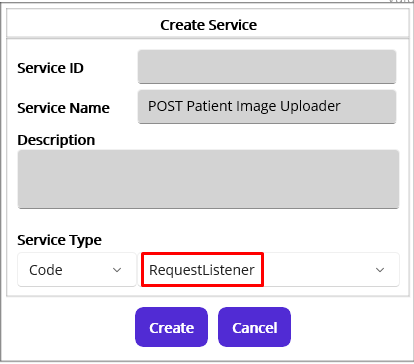 Create Service
Service ID
Service Name POST Patient Image Uploader
Description
Service Type
Code RequestListener
Create Cancel